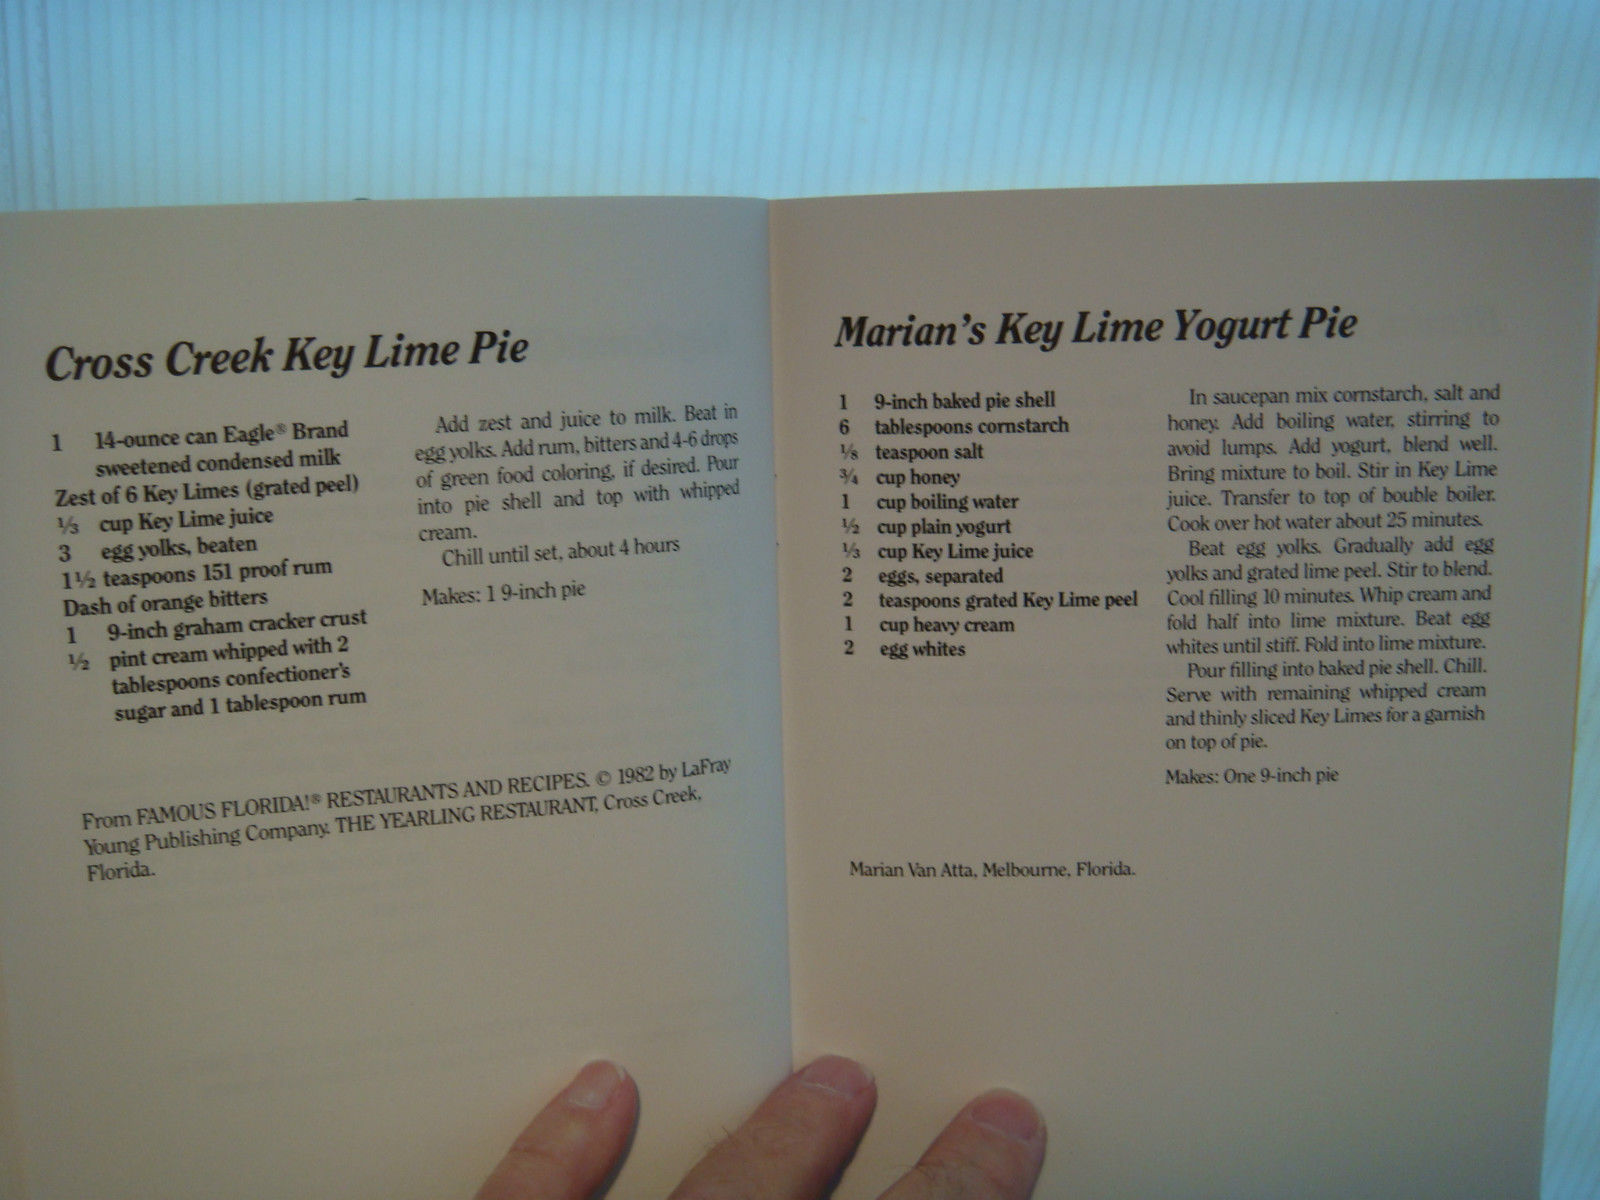 Cross Creek Key Lime Pie
1 14-ounce can Eagle® Brand
sweetened condensed milk
Zest of 6 Key Limes (grated peel)
⅓ cup Key Lime juice
3 egg yolks, beaten
1½ teaspoons 151 proof rum
Dash of orange bitters
1 9-inch graham cracker crust
½ pint cream whipped with 2
tablespoons confectioner's
sugar and 1 tablespoon rum
Add zest and juice to milk. Beat in
egg yolks. Add rum, bitters and 4-6 drops
of green food coloring, if desired. Pour
into pie shell and top with whipped
cream.
Chill until set, about 4 hours
Makes: 1 9-inch pie
From FAMOUS FLORIDA!® RESTAURANTS AND RECIPES. © 1982 by LaFray
Young Publishing Company. THE YEARLING RESTAURANT, Cross Creek,
Florida.
Marian's Key Lime Yogurt Pie
1 9-inch baked pie shell
6 tablespoons cornstarch
⅛ teaspoon salt
¾ cup honey
1 cup boiling water
½ cup plain yogurt
⅓ cup Key Lime juice
2 eggs, separated
2 teaspoons grated Key Lime peel
1 cup heavy cream
2 egg whites
In saucepan mix cornstarch, salt and
honey. Add boiling water, stirring to
avoid lumps. Add yogurt, blend well.
Bring mixture to boil. Stir in Key Lime
juice. Transfer to top of bouble boiler.
Cook over hot water about 25 minutes.
Beat egg yolks. Gradually add egg
yolks and grated lime peel. Stir to blend.
Cool filling 10 minutes. Whip cream and
fold half into lime mixture. Beat egg
whites until stiff. Fold into lime mixture.
Pour filling into baked pie shell. Chill.
Serve with remaining whipped cream
and thinly sliced Key Limes for a garnish
on top of pie.
Makes: One 9-inch pie
Marian Van Atta, Melbourne, Florida.